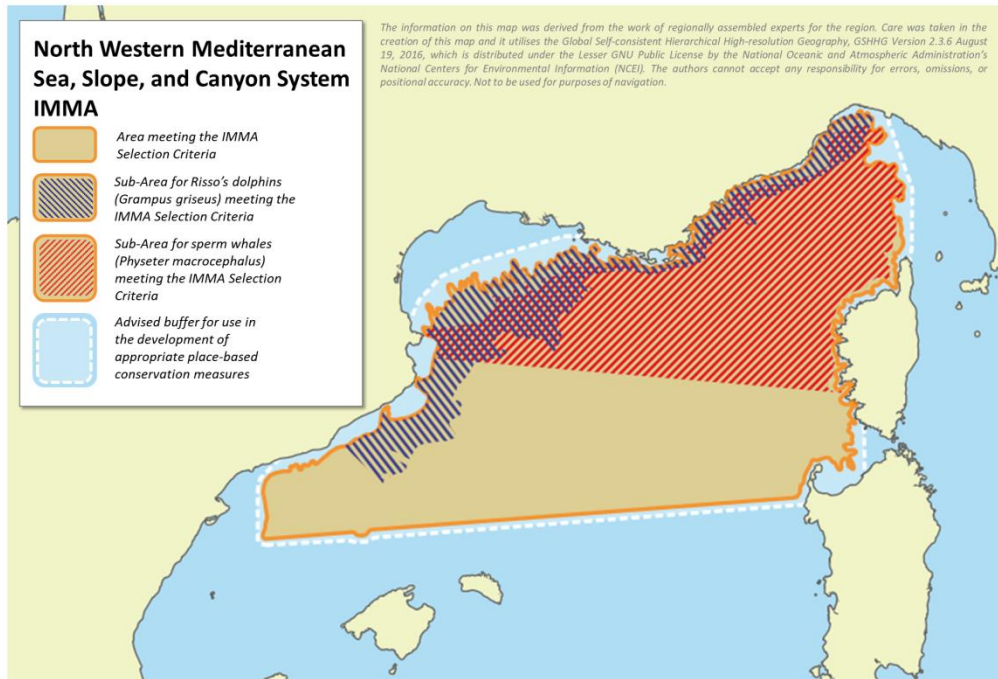 North Western Mediterranean
Sea, Slope, and Canyon System
IMMA
Area meeting the IMMA
Selection Criteria
Sub-Area for Risso's dolphins
(Grampus griseus) meeting the
IMMA Selection Criteria
Sub-Area for sperm whales
(Physeter macrocephalus)
meeting the IMMA Selection
Criteria
Advised buffer for use in
the development of
appropriate place-based
conservation measures
The information on this map was derived from the work of regionally assembled experts for the region. Care was taken in the
creation of this map and it utilises the Global Self-consistent Hierarchical High-resolution Geography, GSHHG Version 2.3.6 August
19, 2016, which is distributed under the Lesser GNU Public License by the National Oceanic and Atmospheric Administration's
National Centers for Environmental Information (NCEI). The authors cannot accept any responsibility for errors, omissions, or
positional accuracy. Not to be used for purposes of navigation.